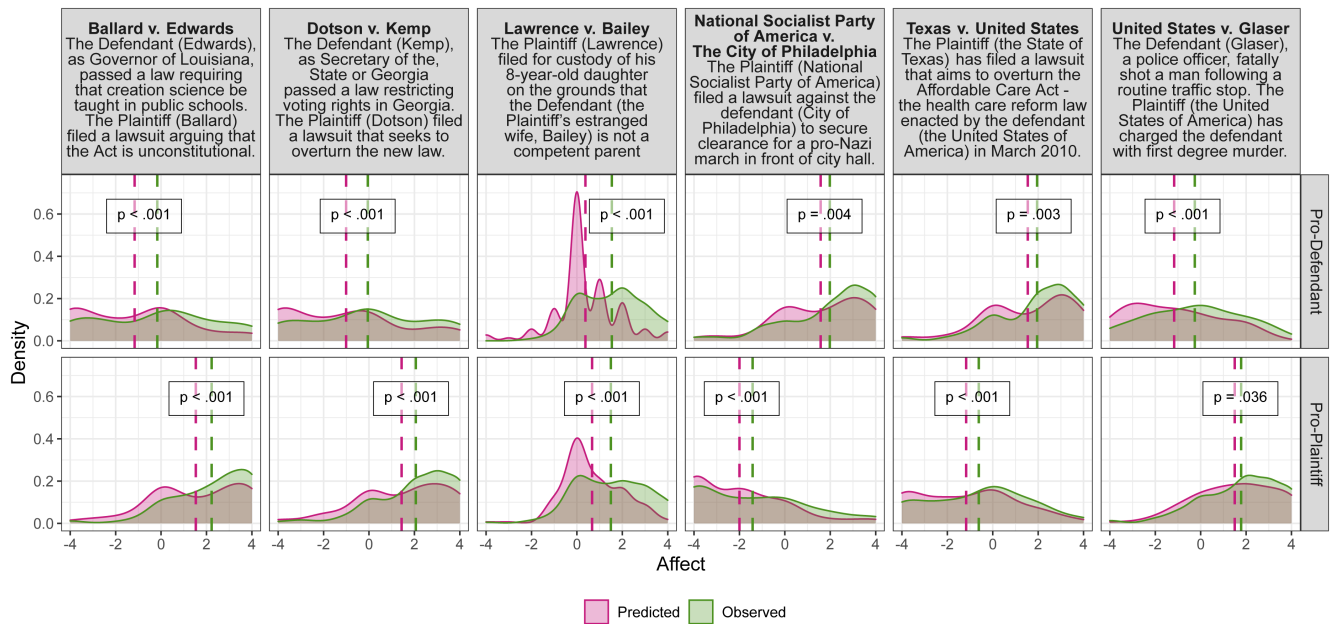 Ballard v. Edwards
The Defendant (Edwards),
as Governor of Louisiana,
passed a law requiring
that creation science be
taught in public schools.
The Plaintiff (Ballard)
filed a lawsuit arguing that
the Act is unconstitutional.
Dotson v. Kemp
The Defendant (Kemp),
as Secretary of the,
State or Georgia
passed a law restricting
voting rights in Georgia.
The Plaintiff (Dotson) filed
a lawsuit that seeks to
overturn the new law.
Lawrence v. Bailey
The Plaintiff (Lawrence)
filed for custody of his
8-year-old daughter
on the grounds that
the Defendant (the
Plaintiff's estranged
wife, Bailey) is not a
competent parent
National Socialist Party
of America v.
The City of Philadelphia
The Plaintiff (National
Socialist Party of America)
filed a lawsuit against the
defendant (City of
Philadelphia) to secure
clearance for a pro-Nazi
march in front of city hall.
Texas v. United States
The Plaintiff (the State of
Texas) has filed a lawsuit
that aims to overturn the
Affordable Care Act -
the health care reform law
enacted by the defendant
(the United States of
America) in March 2010.
United States v. Glaser
The Defendant (Glaser),
a police officer, fatally
shot a man following a
routine traffic stop. The
Plaintiff (the United
States of America) has
charged the defendant
with first degree murder.
Density
0.6
0.4
0.2
0.0
p < .001
p < .001
p < .001
p = .004
p = .003
p < .001
Pro-Defendant
0.6
0.4
0.2
0.0
p < .001
p < .001
p < .001
p < .001
p < .001
p = .036
Pro-Plaintiff
-4 -2 0 2 4
-4 -2 0 2 4
-4 -2 0 2 4
-4 -2 0 2 4
-4 -2 0 2 4
-4 -2 0 2 4
Affect
Predicted
Observed